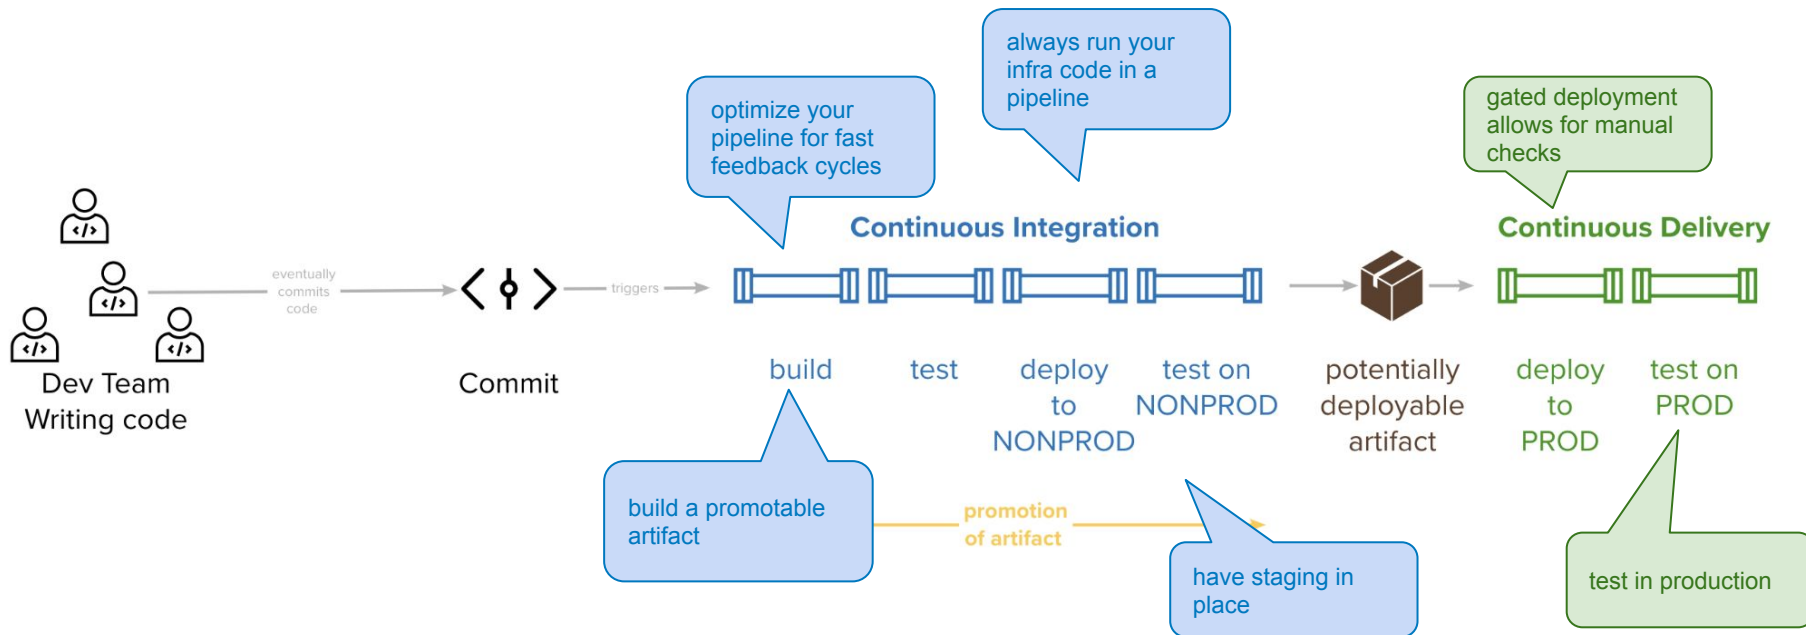 always run your
infra code in a
pipeline
optimize your
pipeline for fast
feedback cycles
gated deployment
allows for manual
checks
Continuous Integration
Continuous Delivery
</>
</>
</>
</>
eventually
commits
code
triggers
Dev Team
Writing code
Commit
build
test
deploy
to
NONPROD
test on
NONPROD
potentially
deployable
artifact
deploy
to
PROD
test on
PROD
build a promotable
artifact
promotion
of artifact
have staging in
place
test in production